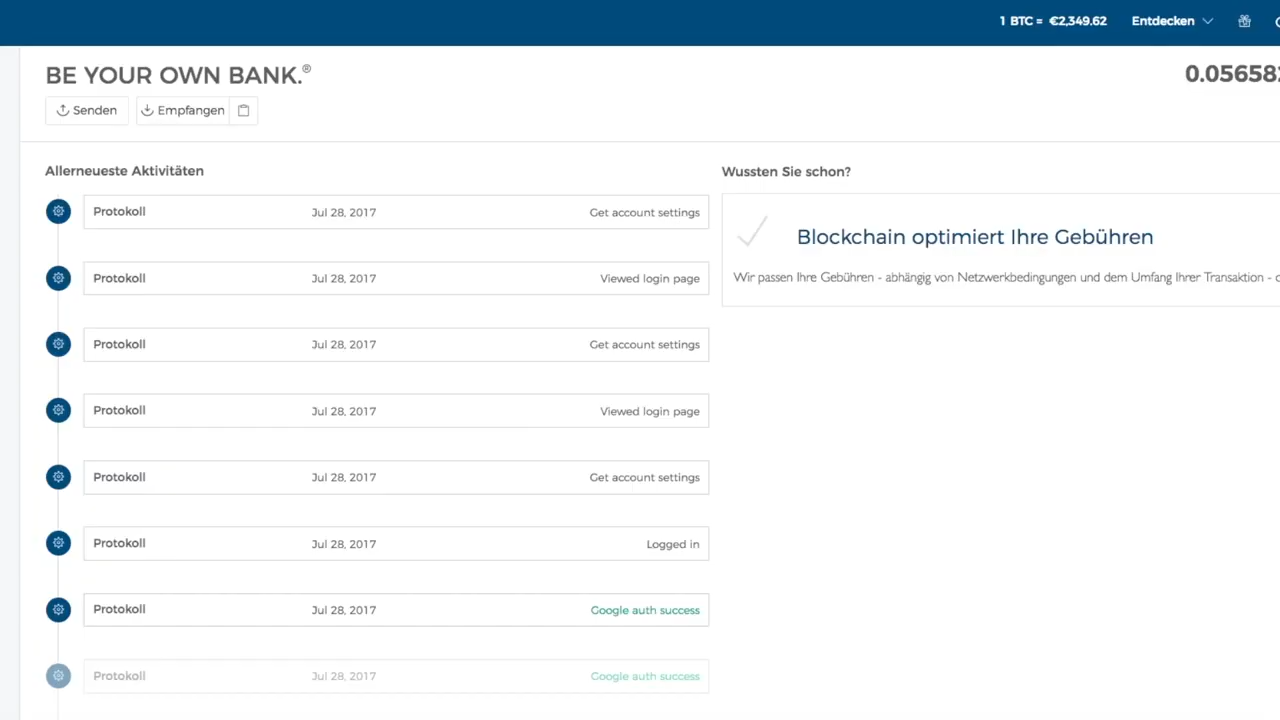 1 BTC = €2,349.62 Entdecken
BE YOUR OWN BANK.®
0.05658
Senden Empfangen
Allerneueste Aktivitäten
Protokoll Jul 28, 2017 Get account settings
Protokoll Jul 28, 2017 Viewed login page
Protokoll Jul 28, 2017 Get account settings
Protokoll Jul 28, 2017 Viewed login page
Protokoll Jul 28, 2017 Get account settings
Protokoll Jul 28, 2017 Logged in
Protokoll Jul 28, 2017 Google auth success
Protokoll Jul 28, 2017 Google auth success
Wussten Sie schon?
Blockchain optimiert Ihre Gebühren
Wir passen Ihre Gebühren - abhängig von Netzwerkbedingungen und dem Umfang Ihrer Transaktion -